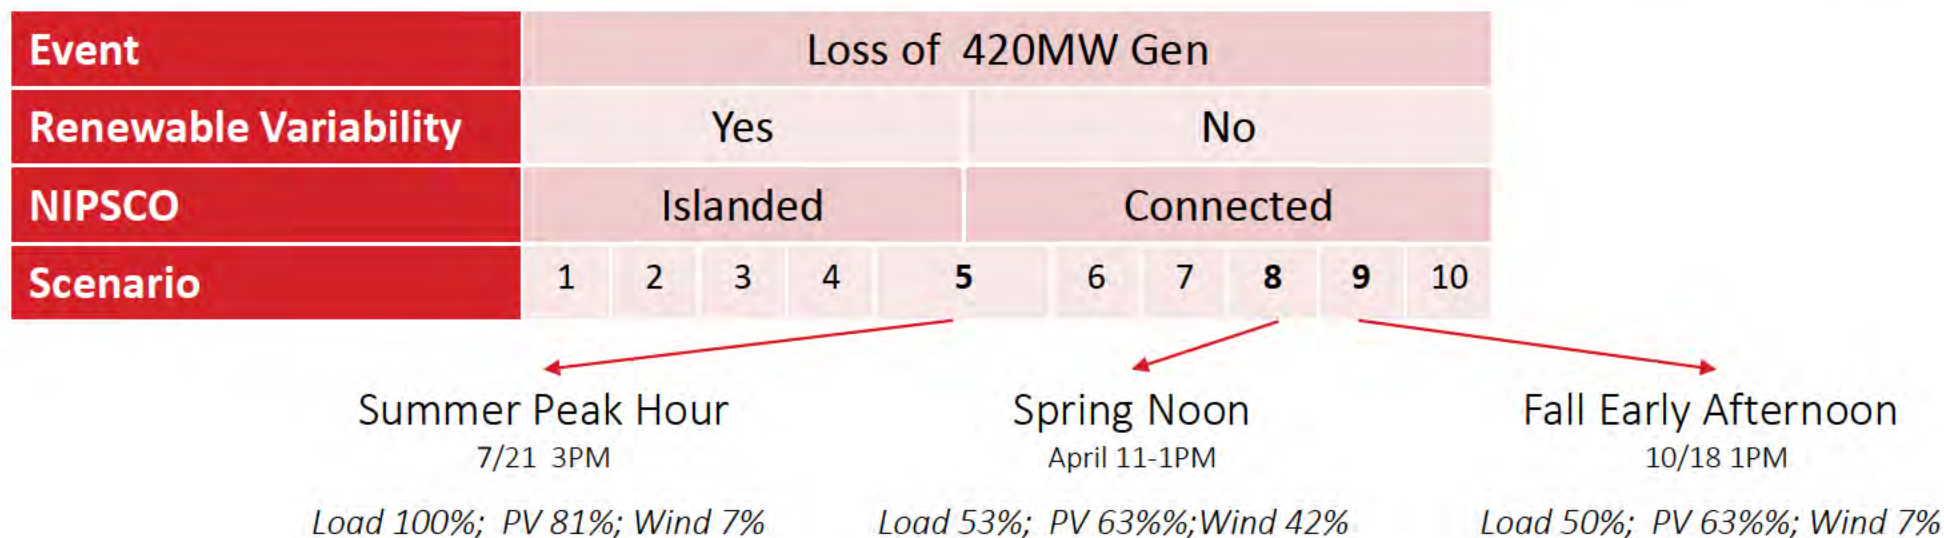 Event Loss of 420MW Gen
Renewable Variability Yes No
NIPSCO Islanded Connected
Scenario 1 2 3 4 5 6 7 8 9 10
Summer Peak Hour Spring Noon Fall Early Afternoon
7/21 3PM April 11-1PM 10/18 1PM
Load 100%; PV 81%; Wind 7% Load 53%; PV 63%%;Wind 42% Load 50%; PV 63%%; Wind 7%